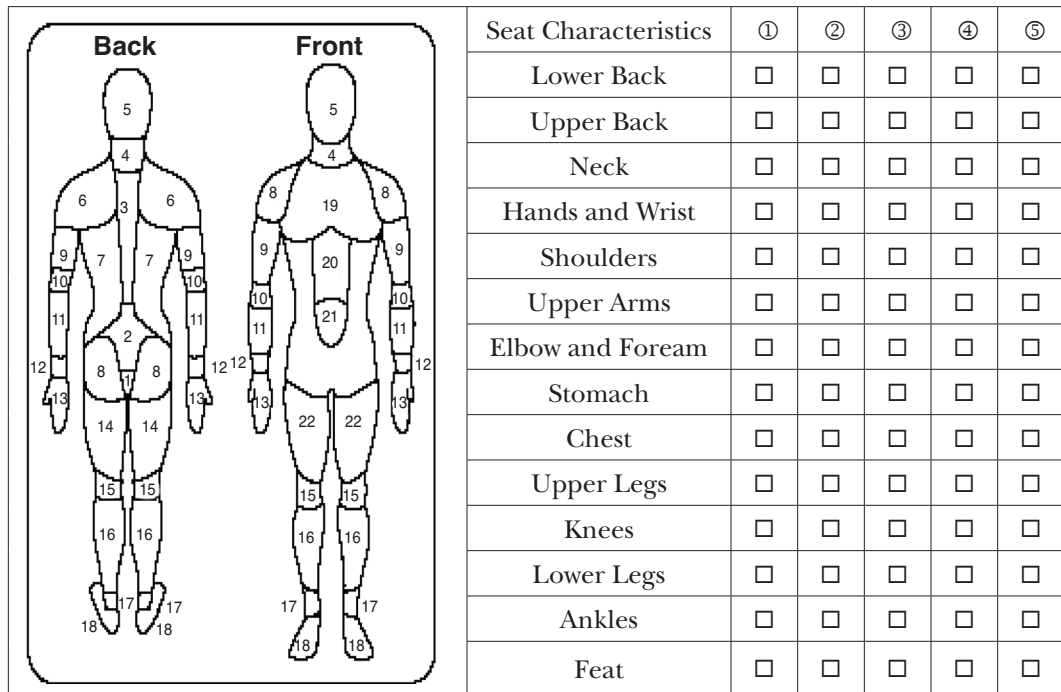 Back Front
5 5
4 4
6 3 6 8 19 8
9 7 7 9 9 20 9
10 10 10 10
11 11 11 21 11
2
12 8 1 8 12 12 12
13 13 13 13
14 14 22 22
15 15 15 15
16 16 16 16
17 17 17 17
18 18 18 18
Seat Characteristics ① ② ③ ④ ⑤
Lower Back □ □ □ □ □
Upper Back □ □ □ □ □
Neck □ □ □ □ □
Hands and Wrist □ □ □ □ □
Shoulders □ □ □ □ □
Upper Arms □ □ □ □ □
Elbow and Foream □ □ □ □ □
Stomach □ □ □ □ □
Chest □ □ □ □ □
Upper Legs □ □ □ □ □
Knees □ □ □ □ □
Lower Legs □ □ □ □ □
Ankles □ □ □ □ □
Feat □ □ □ □ □